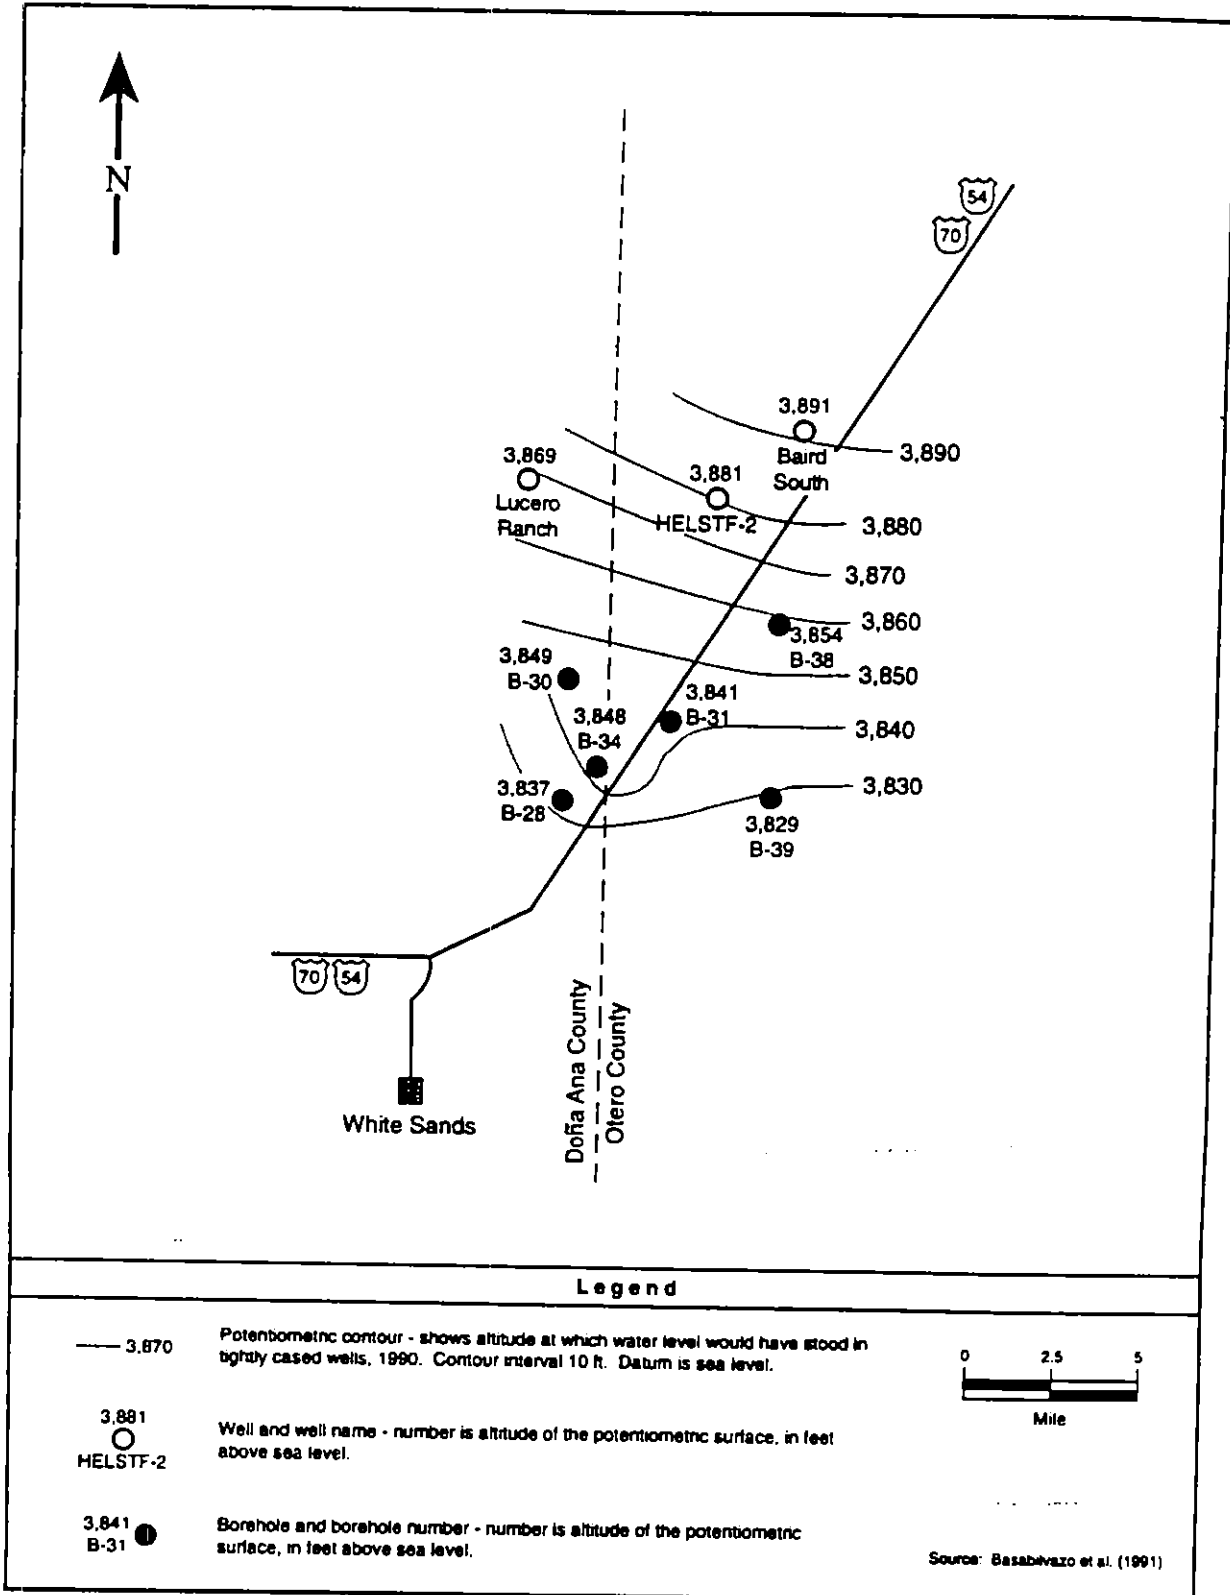 N
54
70
3,891
Baird
South
3,890
3,869
Lucero
Ranch
3,881
HELSTF-2
3,880
3,870
3,860
3,854
B-38
3,850
3,849
B-30
3,841
B-31
3,848
B-34
3,840
3,837
B-28
3,830
3,829
B-39
70 54
White Sands
Doña Ana County
Otero County
Legend
3,870
Potentiometric contour - shows altitude at which water level would have stood in
tightly cased wells, 1990. Contour interval 10 ft. Datum is sea level.
0 2.5 5
Mile
3,881
HELSTF-2
Well and well name - number is altitude of the potentiometric surface, in feet
above sea level.
3,841
B-31
Borehole and borehole number - number is altitude of the potentiometric
surface, in feet above sea level.
Source: Basabilvazo et al. (1991)